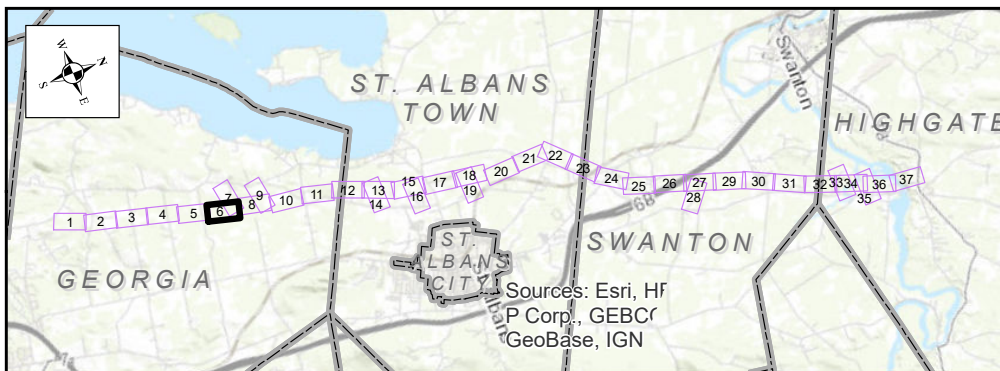 W
N
S
E
ST. ALBANS
TOWN
Swanton
HIGHGATE
GEORGIA
SWANTON
ST.
LBANS
CITY
1 2 3 4 5 6 7 8 9 10 11 12 13 14 15 16 17 18 19 20 21 22 23 24 25 26 27 28 29 30 31 32 33 34 35 36 37
Sources: Esri, HE
P Corp., GEBC
GeoBase, IGN